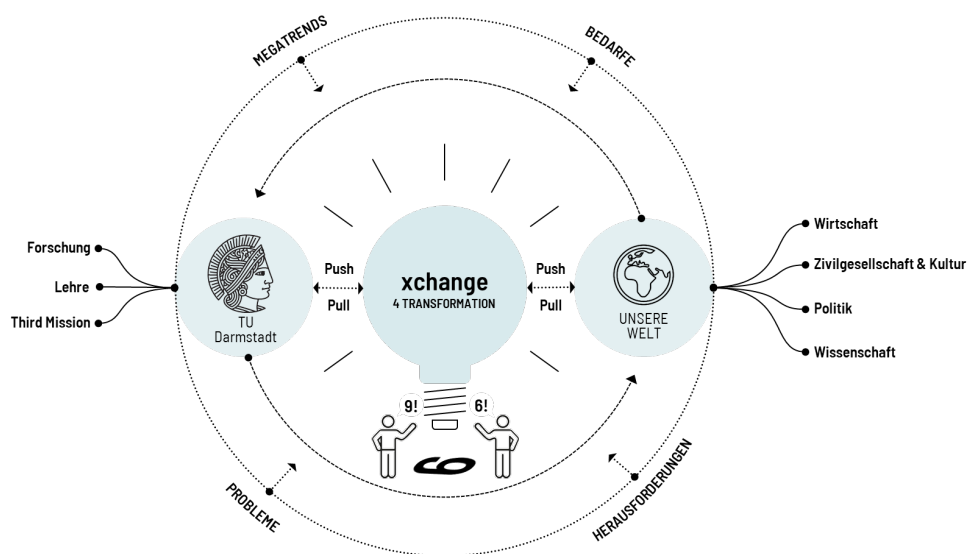 MEGATRENDS
BEDARFE
Forschung
Lehre
Third Mission
TU
Darmstadt
Push
Pull
xchange
4 TRANSFORMATION
Push
Pull
UNSERE
WELT
Wirtschaft
Zivilgesellschaft & Kultur
Politik
Wissenschaft
9!
6!
6
PROBLEME
HERAUSFORDERUNGEN